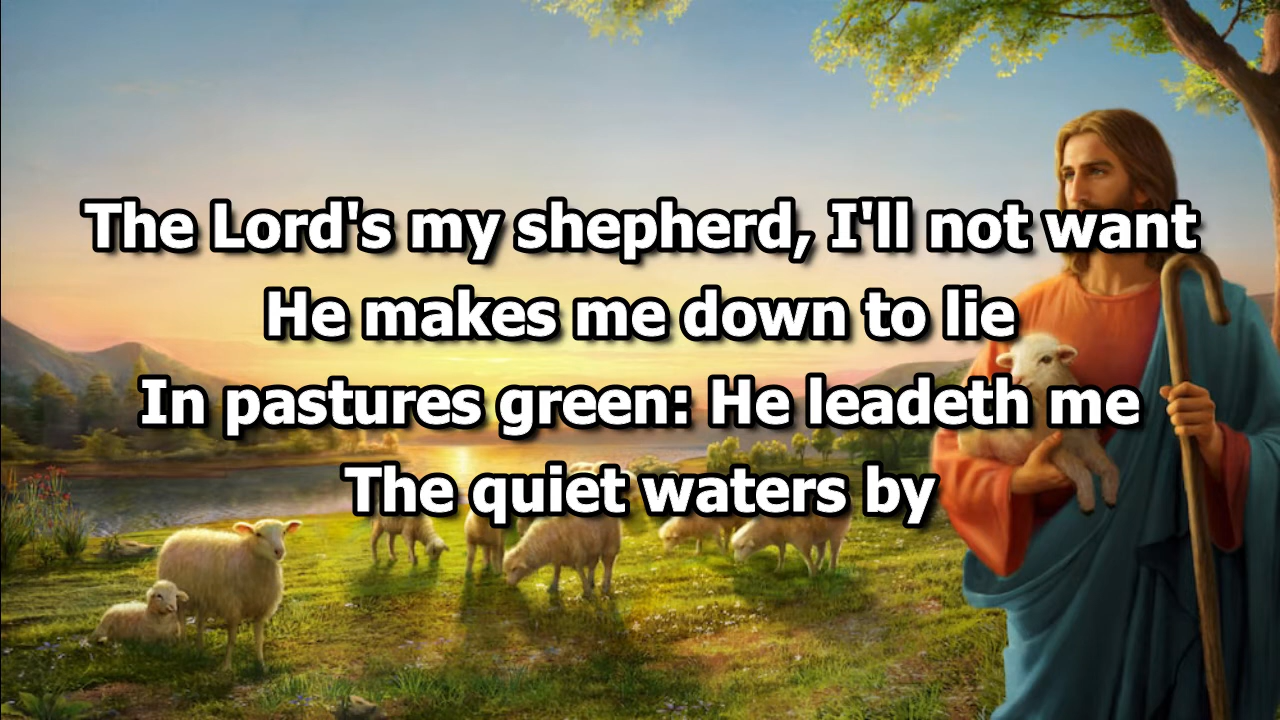 The Lord's my shepherd, I'll not want
He makes me down to lie
In pastures green: He leadeth me
The quiet waters by